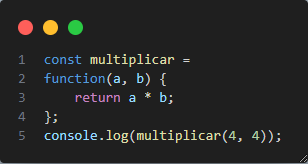 1 const multiplicar =
2 function(a, b) {
3     return a * b;
4 };
5 console.log(multiplicar(4, 4));